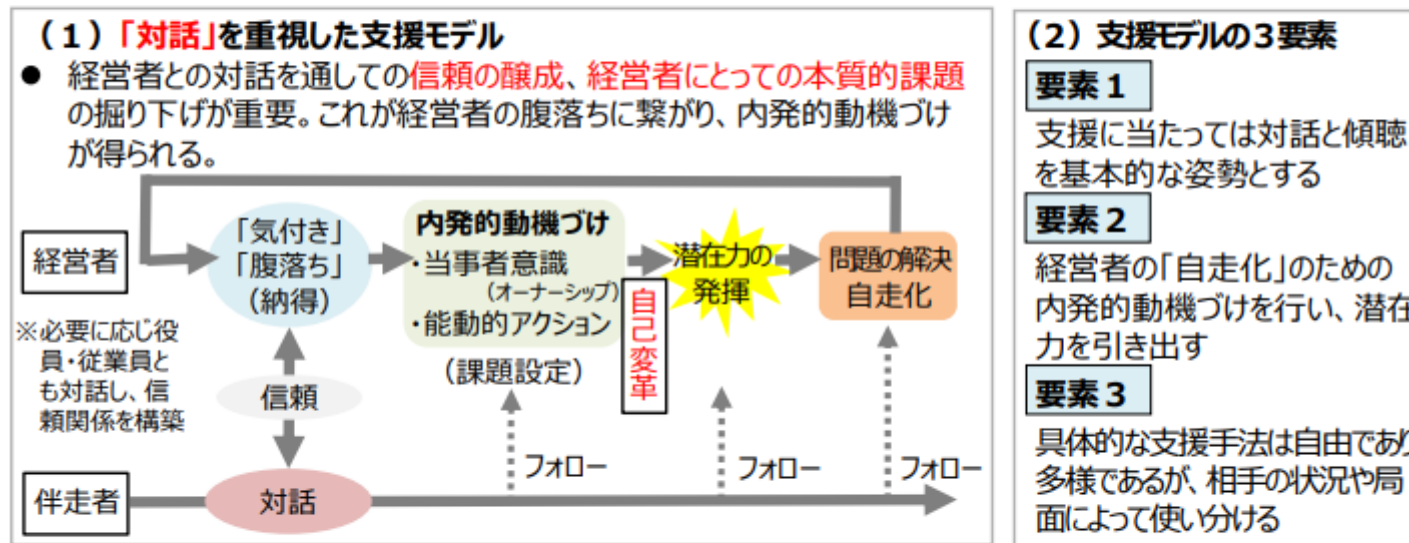 （１）「対話」を重視した支援モデル
● 経営者との対話を通しての信頼の醸成、経営者にとっての本質的課題
の掘り下げが重要。これが経営者の腹落ちに繋がり、内発的動機づけ
が得られる。
経営者
※必要に応じ役
員・従業員と
も対話し、信
頼関係を構築
「気付き」
「腹落ち」
（納得）
内発的動機づけ
・当事者意識
（オーナーシップ）
・能動的アクション
（課題設定）
自己変革
潜在力の
発揮
問題の解決
自走化
信頼
フォロー
フォロー
フォロー
伴走者
対話
（２）支援モデルの３要素
要素１
支援に当たっては対話と傾聴
を基本的な姿勢とする
要素２
経営者の「自走化」のための
内発的動機づけを行い、潜在
力を引き出す
要素３
具体的な支援手法は自由であり
多様であるが、相手の状況や局
面によって使い分ける